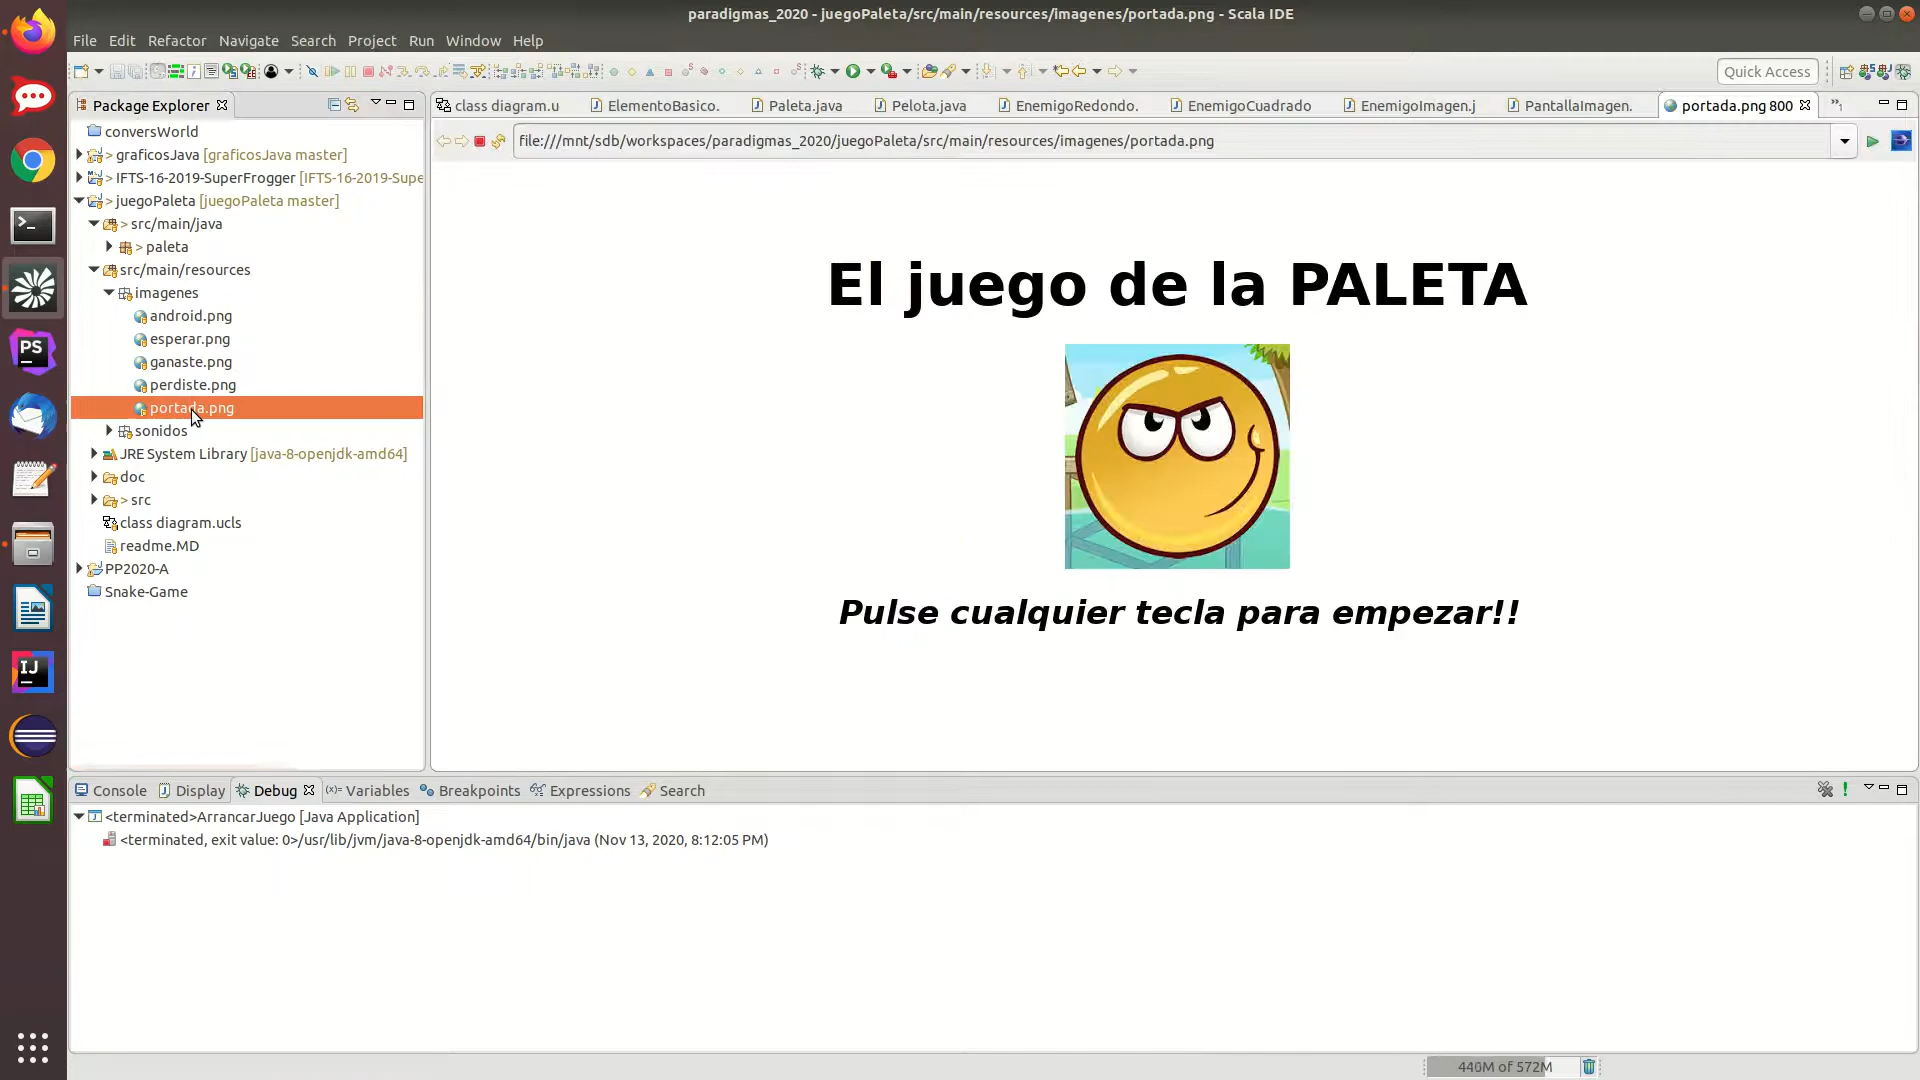 paradigmas_2020 - juegoPaleta/src/main/resources/imagenes/portada.png - Scala IDE
File Edit Refactor Navigate Search Project Run Window Help
Quick Access
Package Explorer
class diagram.u ElementoBasico. Paleta.java Pelota.java EnemigoRedondo. EnemigoCuadrado EnemigoImagen.j PantallaImagen. portada.png 800 »1
file:///mnt/sdb/workspaces/paradigmas_2020/juegoPaleta/src/main/resources/imagenes/portada.png
conversWorld
> graficosJava [graficosJava master]
> IFTS-16-2019-SuperFrogger [IFTS-16-2019-Supe
> juegoPaleta [juegoPaleta master]
> src/main/java
> paleta
src/main/resources
imagenes
android.png
esperar.png
ganaste.png
perdiste.png
portada.png
sonidos
JRE System Library [java-8-openjdk-amd64]
doc
> src
class diagram.ucls
readme.MD
PP2020-A
Snake-Game
El juego de la PALETA
Pulse cualquier tecla para empezar!!
PS
IJ
Console Display Debug (x)= Variables Breakpoints Expressions Search
<terminated>ArrancarJuego [Java Application]
<terminated, exit value: 0>/usr/lib/jvm/java-8-openjdk-amd64/bin/java (Nov 13, 2020, 8:12:05 PM)
440M of 572M